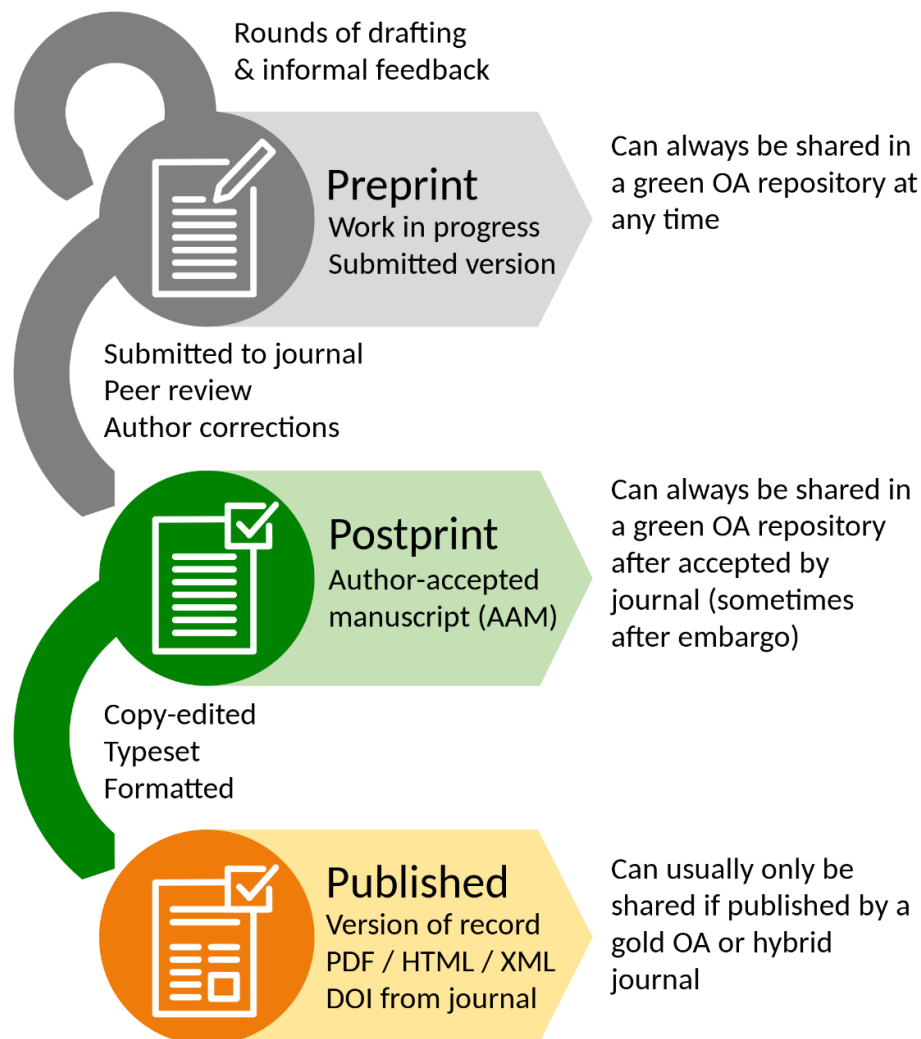 Rounds of drafting
& informal feedback
Preprint
Work in progress
Submitted version
Can always be shared in
a green OA repository at
any time
Submitted to journal
Peer review
Author corrections
Postprint
Author-accepted
manuscript (AAM)
Can always be shared in
a green OA repository
after accepted by
journal (sometimes
after embargo)
Copy-edited
Typeset
Formatted
Published
Version of record
PDF / HTML / XML
DOI from journal
Can usually only be
shared if published by a
gold OA or hybrid
journal